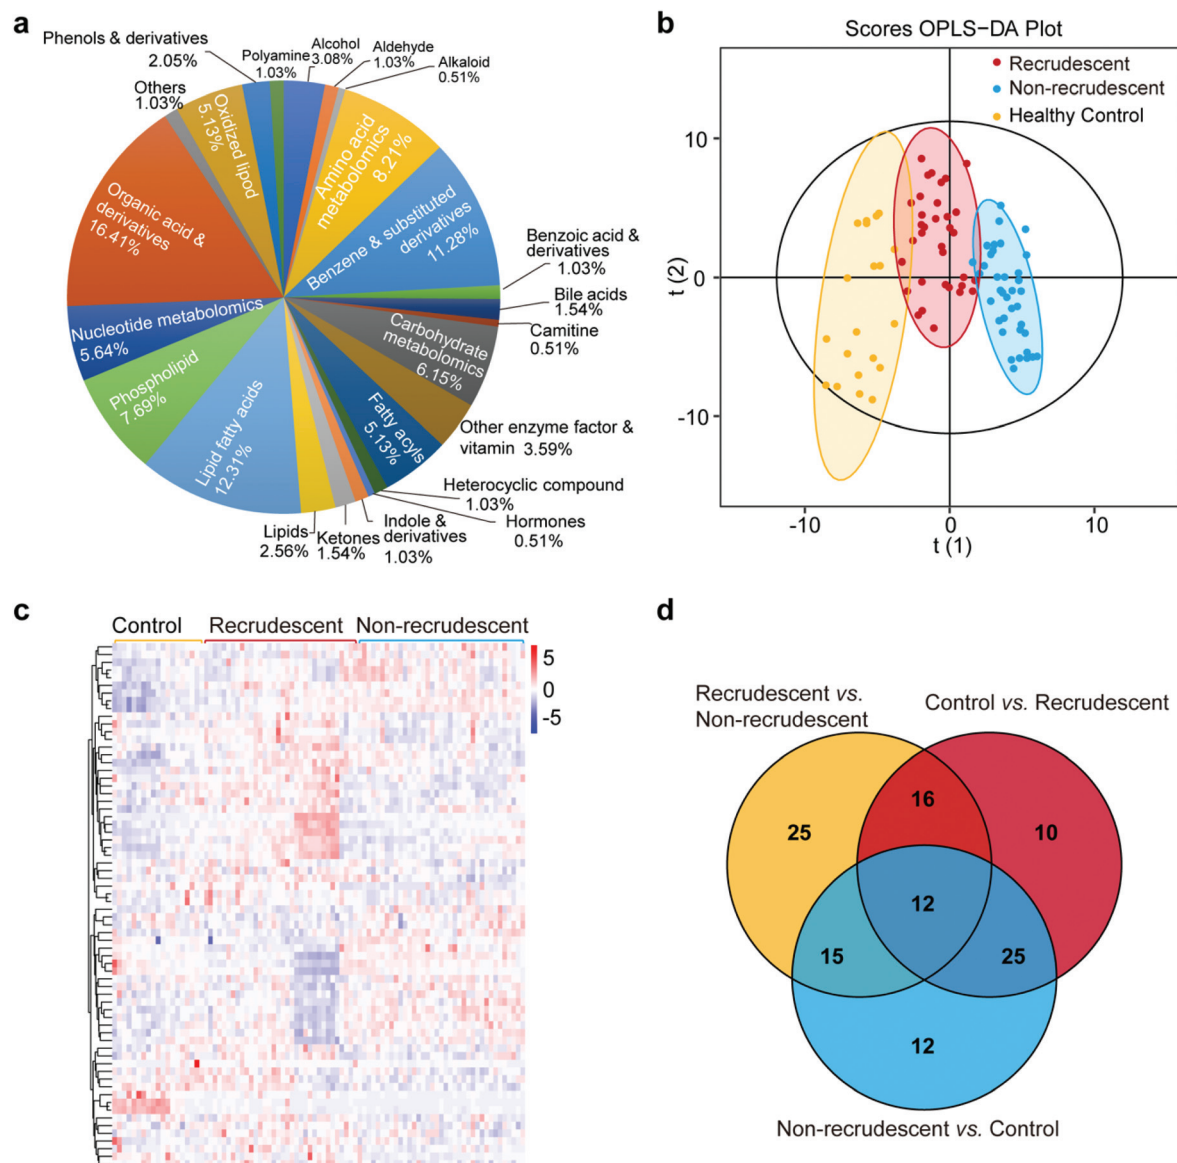 a
Phenols & derivatives
2.05%
Polyamine
1.03%
Alcohol
3.08%
Aldehyde
1.03%
Alkaloid
0.51%
Others
1.03%
Oxidized lipod
5.13%
Amino acid
metabolomics
8.21%
Benzene & substituted
derivatives
11.28%
Organic acid &
derivatives
16.41%
Benzoic acid &
derivatives
1.03%
Bile acids
1.54%
Camitine
0.51%
Carbohydrate
metabolomics
6.15%
Nucleotide metabolomics
5.64%
Phospholipid
7.69%
Lipid fatty acids
12.31%
Fatty acyls
5.13%
Other enzyme factor &
vitamin 3.59%
Heterocyclic compound
1.03%
Hormones
0.51%
Indole &
derivatives
1.03%
Ketones
1.54%
Lipids
2.56%
b
Scores OPLS-DA Plot
Recrudescent
Non-recrudescent
Healthy Control
10
0
-10
t (2)
-10
0
10
t (1)
c
Control
Recrudescent
Non-recrudescent
5
0
-5
d
Recrudescent vs.
Non-recrudescent
Control vs. Recrudescent
16
25
10
12
15
25
12
Non-recrudescent vs. Control